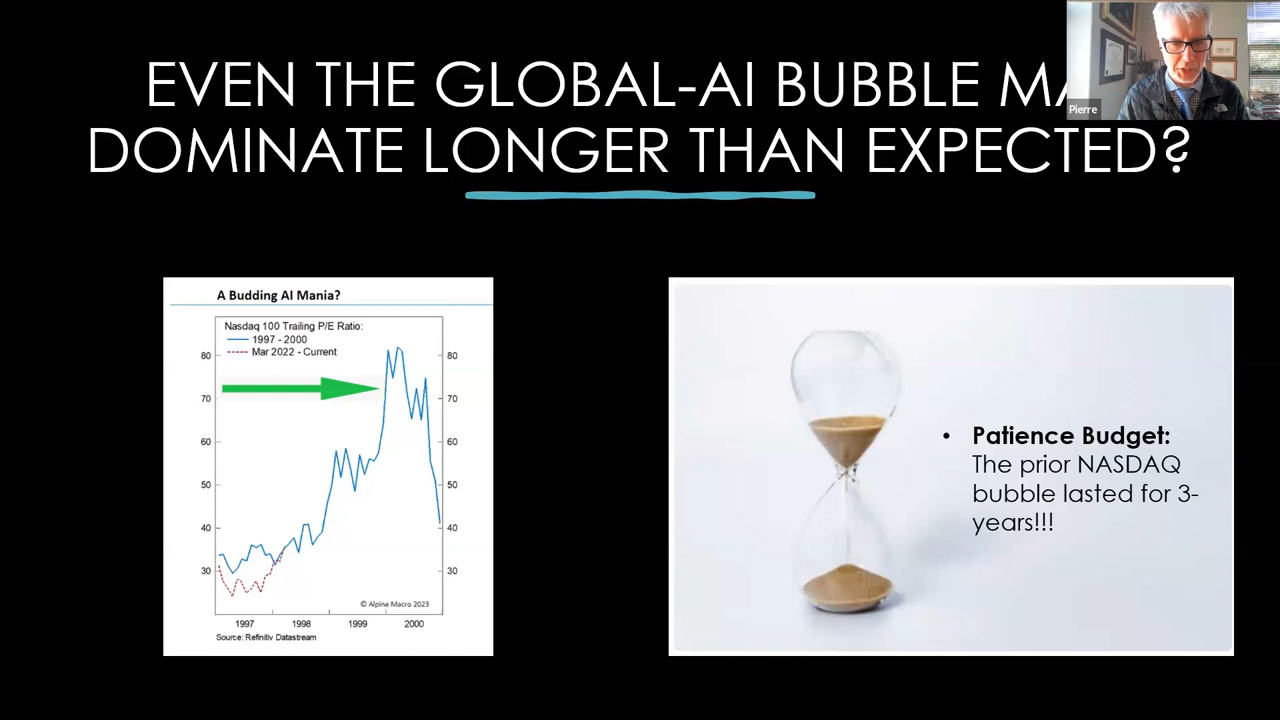 EVEN THE GLOBAL-AI BUBBLE MA
DOMINATE LONGER THAN EXPECTED?
Pierre
A Budding AI Mania?
Nasdaq 100 Trailing P/E Ratio:
1997 - 2000
Mar 2022 - Current
80 80
70 70
60 60
50 50
40 40
30 30
© Alpine Macro 2023
1997 1998 1999 2000
Source: Refinitiv Datastream
• Patience Budget:
The prior NASDAQ
bubble lasted for 3-
years!!!